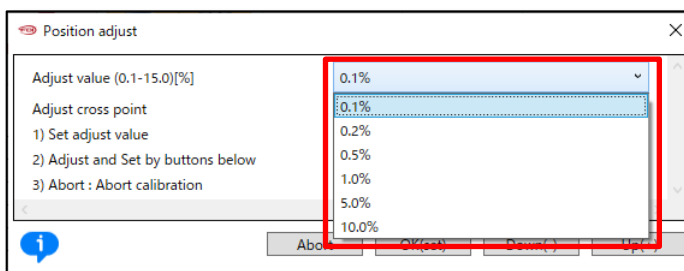 Position adjust
Adjust value (0.1-15.0)[%]
0.1%
Adjust cross point
0.1%
1) Set adjust value
0.2%
2) Adjust and Set by buttons below
0.5%
3) Abort : Abort calibration
1.0%
5.0%
10.0%
Abort
OK(set)
Down(-)